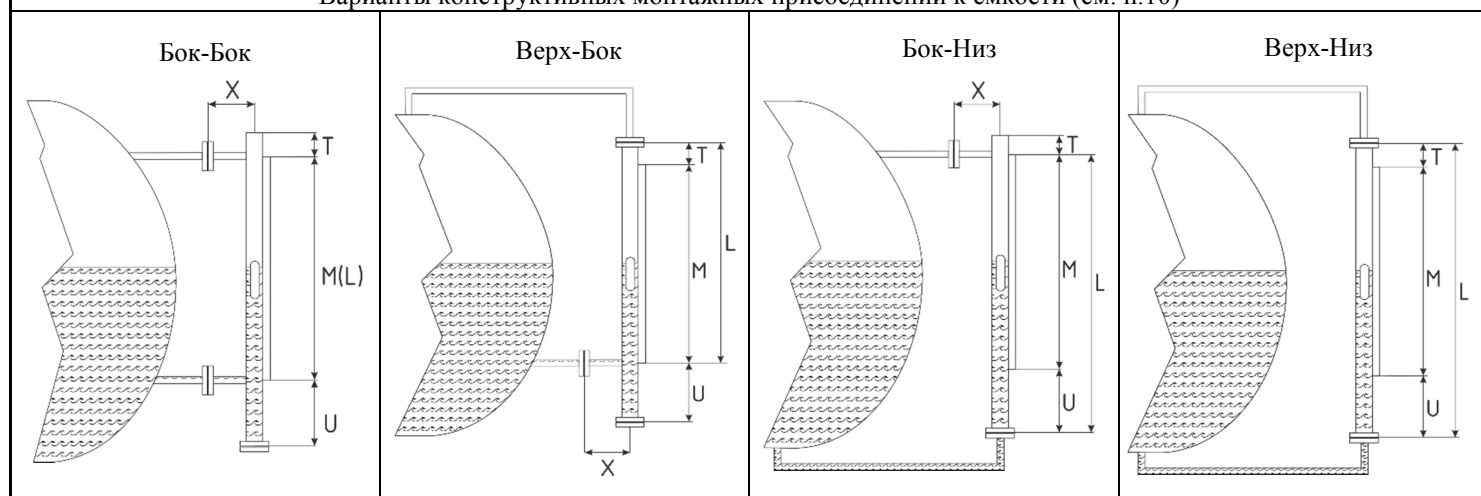 Варианты конструктивных монтажных присоединений к емкости (см. п.10)
Бок-Бок
X
T
M(L)
U
Верх-Бок
T
L
M
U
X
Бок-Низ
X
T
M
L
U
Верх-Низ
T
M
L
U